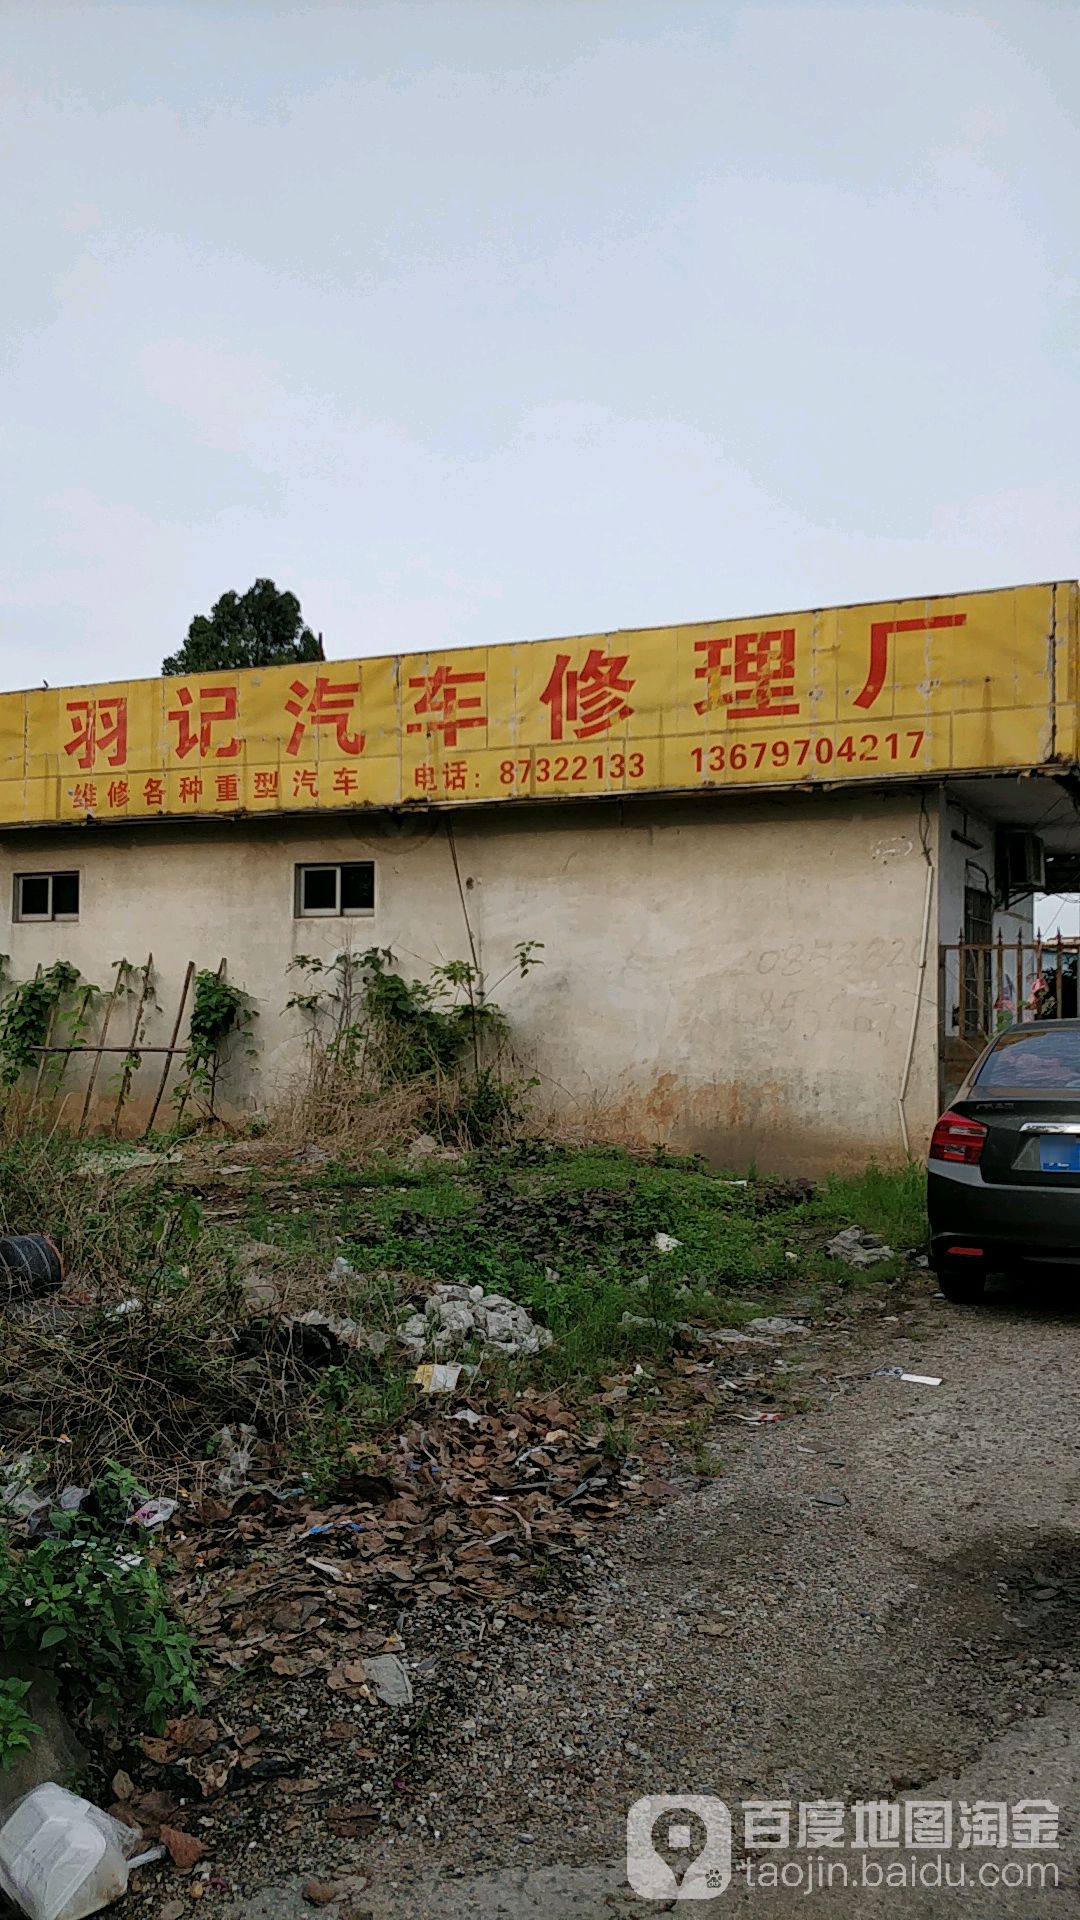 羽记汽车修理厂
维修各种重型汽车 电话：87322133 13679704217
百度地图淘金
taojin.baidu.com